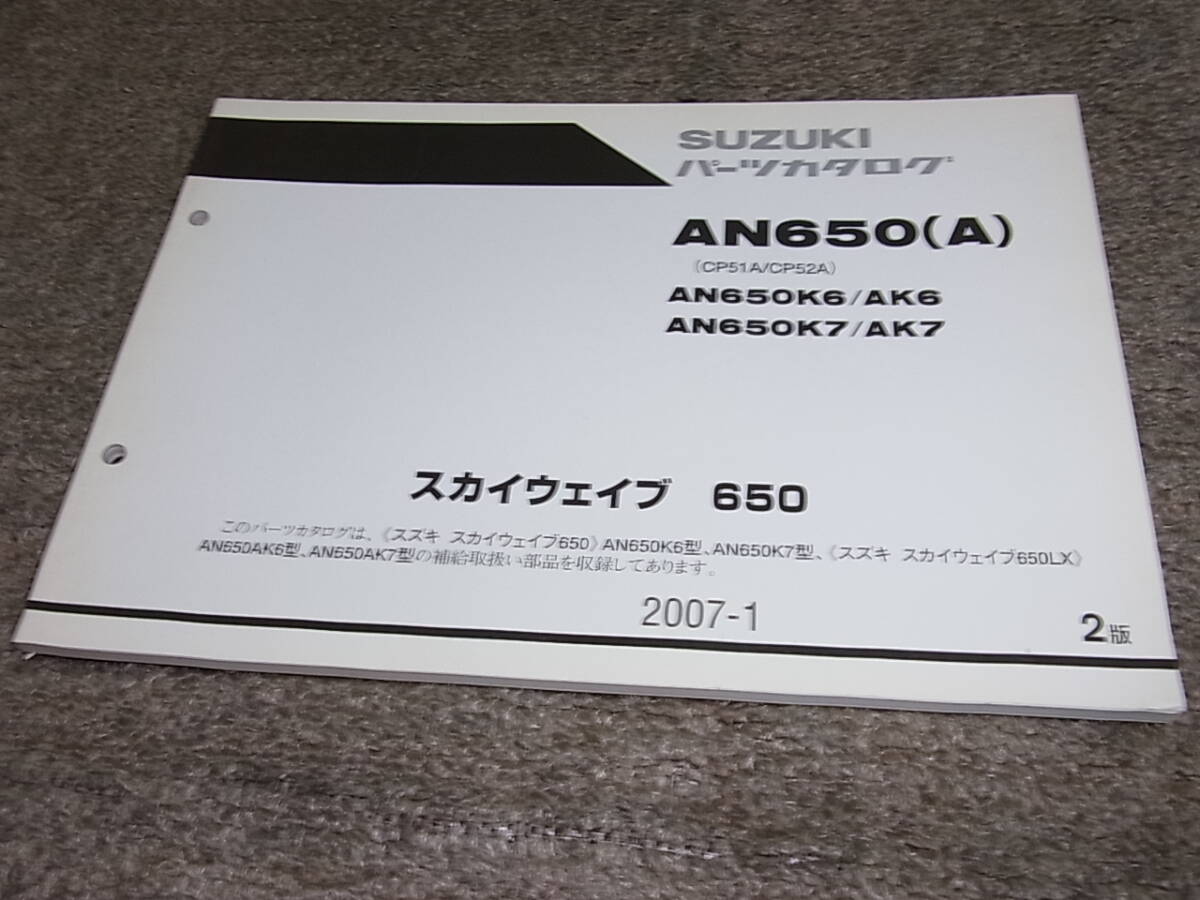 SUZUKI
パーツカタログ
AN650(A)
(CP51A/CP52A)
AN650K6/AK6
AN650K7/AK7
スカイウェイブ 650
このパーツカタログは、《スズキ スカイウェイブ650》AN650K6型、AN650K7型、《スズキ スカイウェイブ650LX》
AN650AK6型、AN650AK7型の補給取扱い部品を収録してあります。
2007-1
2版